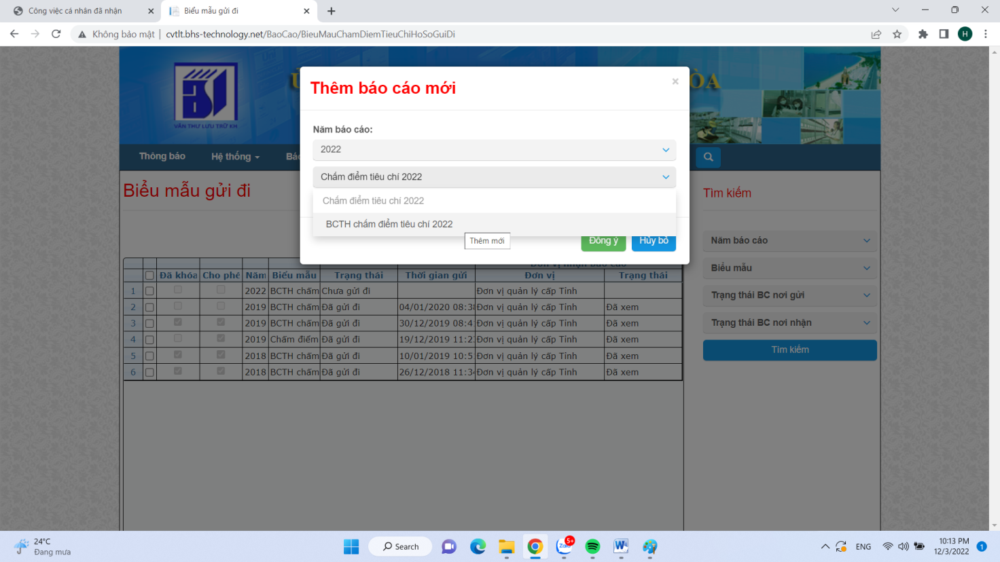 Công việc cá nhân đã nhận
Biểu mẫu gửi đi
Không bảo mật | cvtlt.bhs-technology.net/BaoCao/BieuMauChamDiemTieuChiHoSoGuiDi
H
VĂN THƯ LƯU TRỮ KH
ÒA
Thêm báo cáo mới
×
Năm báo cáo:
2022
Chấm điểm tiêu chí 2022
Chấm điểm tiêu chí 2022
BCTH chấm điểm tiêu chí 2022
Thêm mới
Đồng ý Hủy bỏ
Thông báo Hệ thống
Biểu mẫu gửi đi
Đã khóa Cho phé Năm Biểu mẫu Trạng thái Thời gian gửi Đơn vị Trạng thái
1 2022 BCTH chấm Chưa gửi đi Đơn vị quản lý cấp Tỉnh
2 2019 BCTH chấm Đã gửi đi 04/01/2020 08:38 Đơn vị quản lý cấp Tỉnh Đã xem
3 2019 BCTH chấm Đã gửi đi 30/12/2019 08:4 Đơn vị quản lý cấp Tỉnh Đã xem
4 2019 Chấm điểm Đã gửi đi 19/12/2019 11:2 Đơn vị quản lý cấp Tỉnh Đã xem
5 2018 BCTH chấm Đã gửi đi 10/01/2019 10:5 Đơn vị quản lý cấp Tỉnh Đã xem
6 2018 BCTH chấm Đã gửi đi 26/12/2018 11:3 Đơn vị quản lý cấp Tỉnh Đã xem
Tìm kiếm
Năm báo cáo
Biểu mẫu
Trạng thái BC nơi gửi
Trạng thái BC nơi nhận
Tìm kiếm
24°C
Đang mưa
Search
Zalo
5+
ENG
10:13 PM
12/3/2022
1